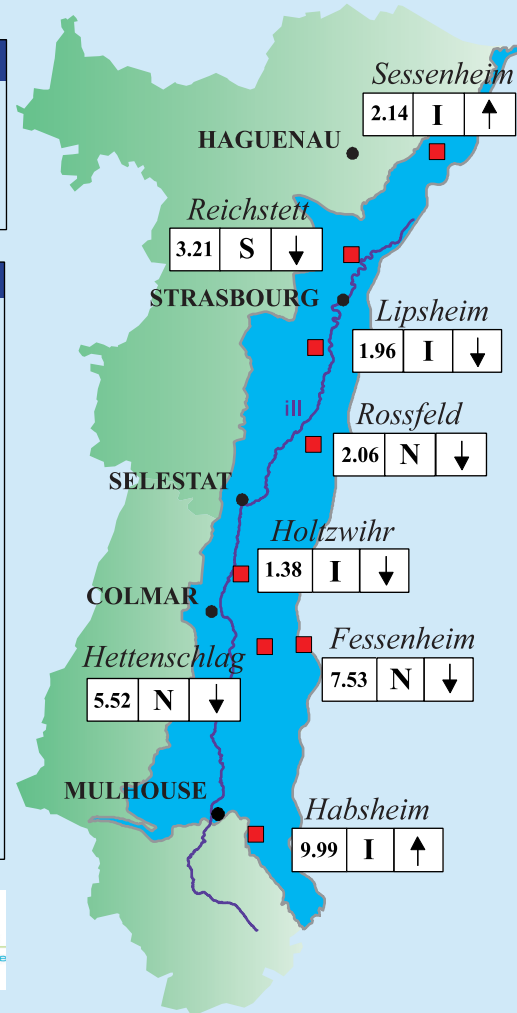 Sessenheim
2.14 I ↑
HAGUENAU
Reichstett
3.21 S ↓
STRASBOURG
Lipsheim
1.96 I ↓
ill
Rossfeld
2.06 N ↓
SELESTAT
Holtzwihr
1.38 I ↓
COLMAR
Fessenheim
7.53 N ↓
Hettenschlag
5.52 N ↓
MULHOUSE
Habsheim
9.99 I ↑
e